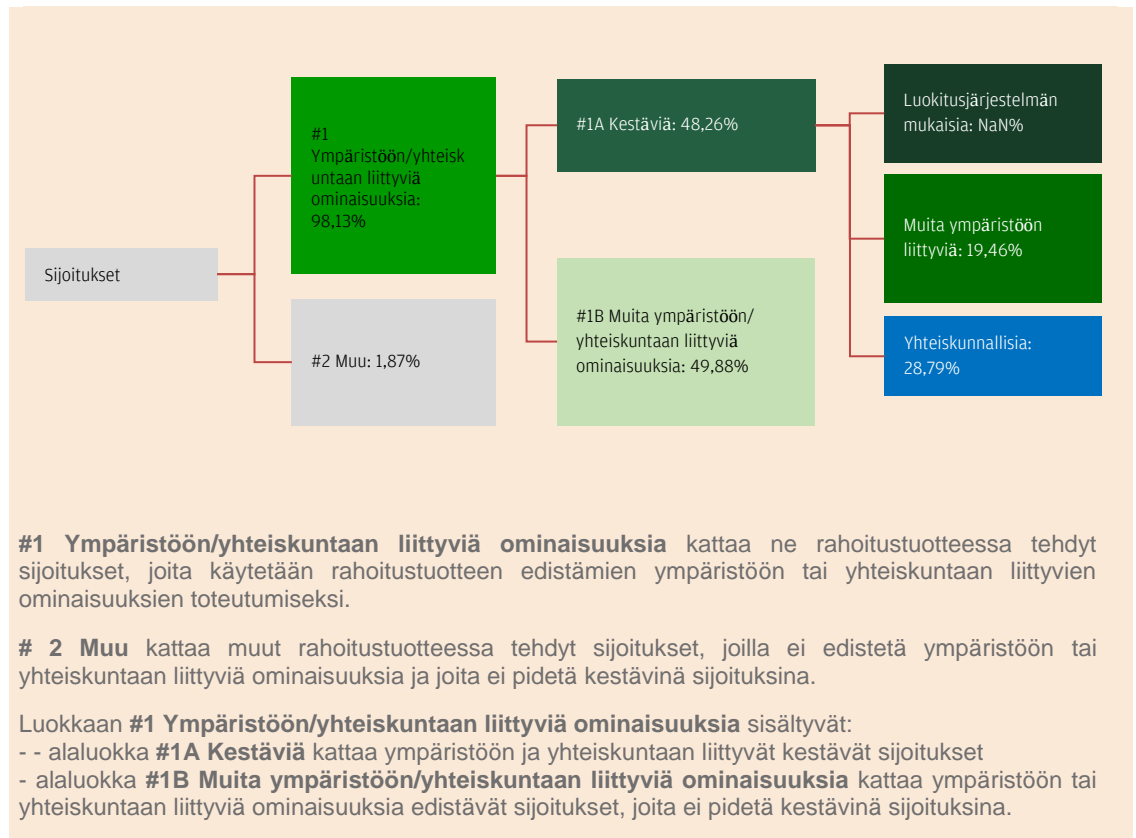 Sijoitukset
#1
Ympäristöön/yhteisk
untaan liittyviä
ominaisuuksia:
98,13%
#2 Muu: 1,87%
#1A Kestäviä: 48,26%
#1B Muita ympäristöön/
yhteiskuntaan liittyviä
ominaisuuksia: 49,88%
Luokitusjärjestelmän
mukaisia: NaN%
Muita ympäristöön
liittyviä: 19,46%
Yhteiskunnallisia:
28,79%
#1 Ympäristöön/yhteiskuntaan liittyviä ominaisuuksia kattaa ne rahoitustuotteessa tehdyt
sijoitukset, joita käytetään rahoitustuotteen edistämien ympäristöön tai yhteiskuntaan liittyvien
ominaisuuksien toteutumiseksi.
# 2 Muu kattaa muut rahoitustuotteessa tehdyt sijoitukset, joilla ei edistetä ympäristöön tai
yhteiskuntaan liittyviä ominaisuuksia ja joita ei pidetä kestävinä sijoituksina.
Luokkaan #1 Ympäristöön/yhteiskuntaan liittyviä ominaisuuksia sisältyvät:
- - alaluokka #1A Kestäviä kattaa ympäristöön ja yhteiskuntaan liittyvät kestävät sijoitukset
- alaluokka #1B Muita ympäristöön/yhteiskuntaan liittyviä ominaisuuksia kattaa ympäristöön tai
yhteiskuntaan liittyviä ominaisuuksia edistävät sijoitukset, joita ei pidetä kestävinä sijoituksina.